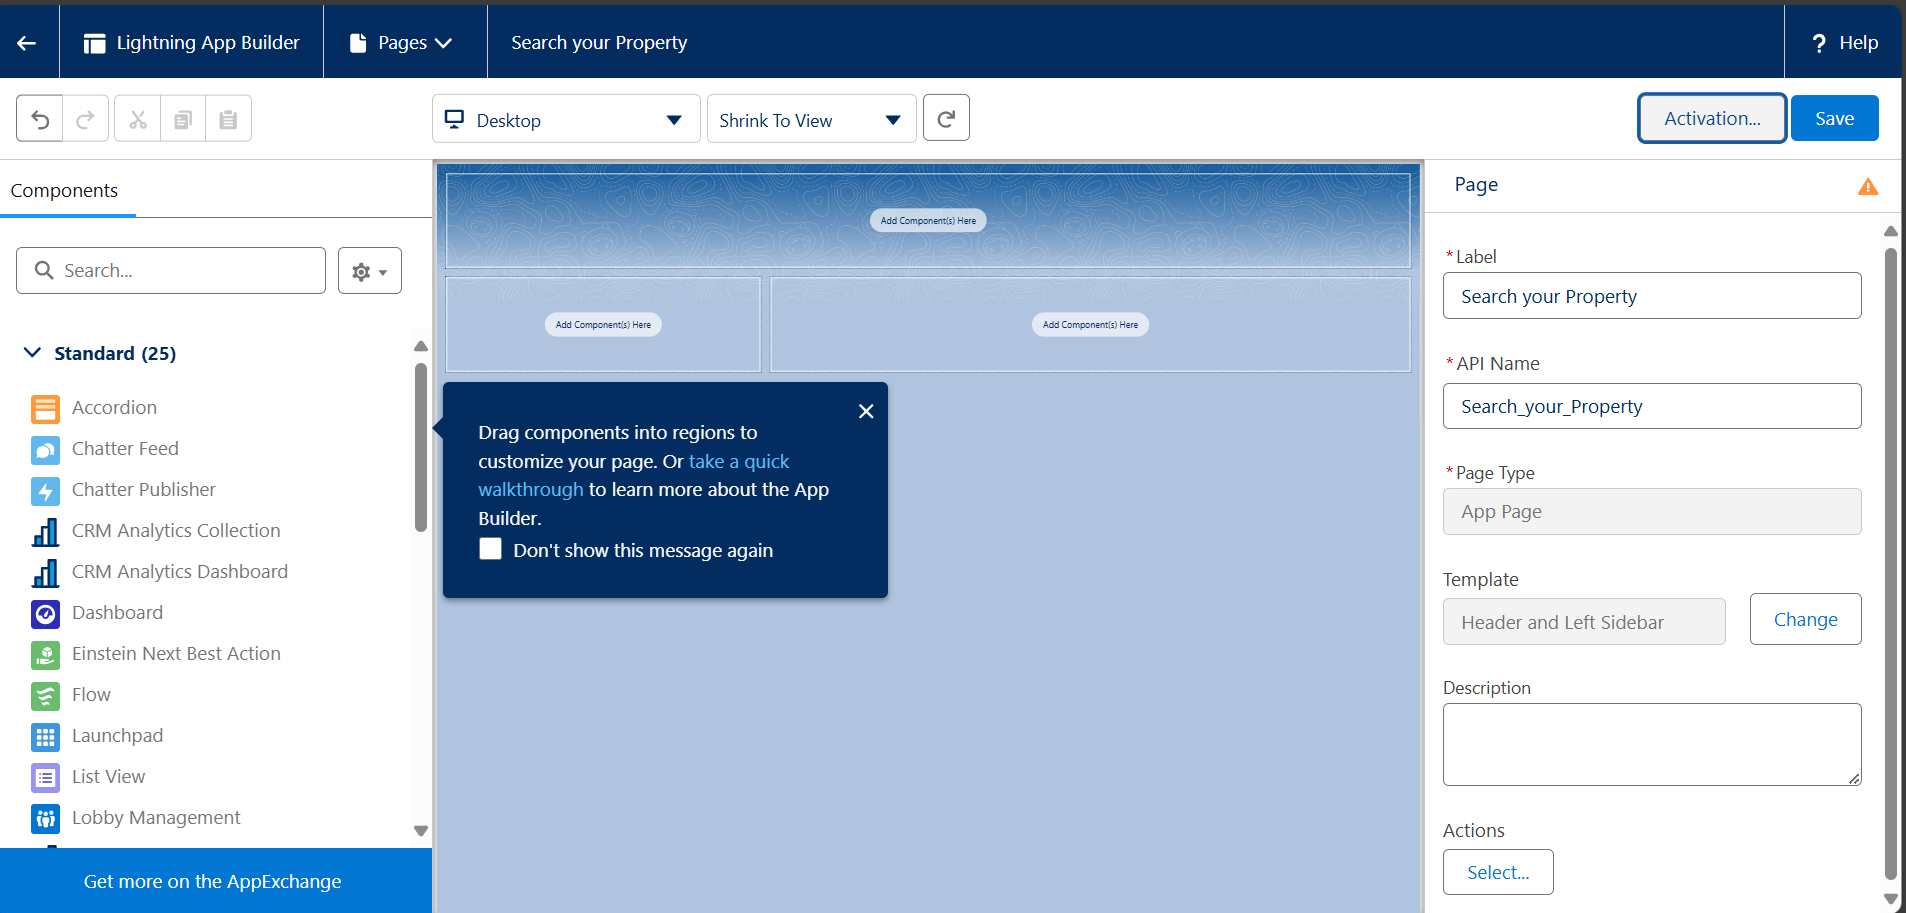 Lightning App Builder
Pages
Search your Property
? Help
Desktop
Shrink To View
Activation...
Save
Components
Search...
Standard (25)
Accordion
Chatter Feed
Chatter Publisher
CRM Analytics Collection
CRM Analytics Dashboard
Dashboard
Einstein Next Best Action
Flow
Launchpad
List View
Lobby Management
Get more on the AppExchange
Add Component(s) Here
Add Component(s) Here
Add Component(s) Here
Drag components into regions to
customize your page. Or take a quick
walkthrough to learn more about the App
Builder.
Don't show this message again
Page
*Label
Search your Property
*API Name
Search_your_Property
*Page Type
App Page
Template
Header and Left Sidebar
Change
Description
Actions
Select...